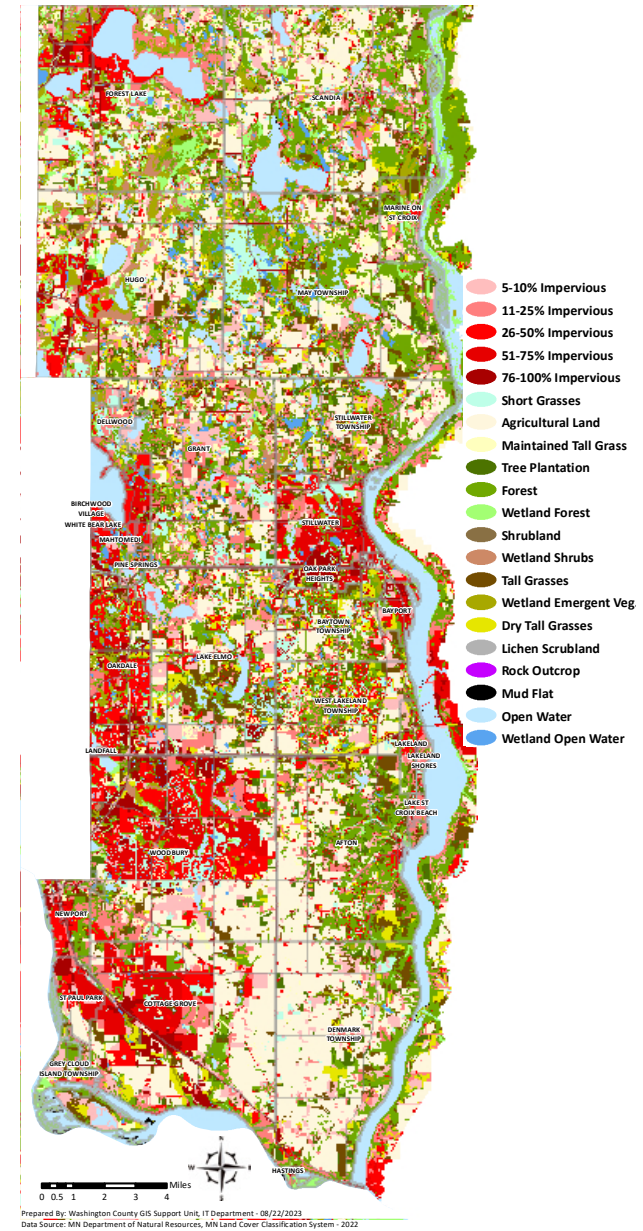 FOREST LAKE
SCANDIA
MARINE ON
ST CROIX
HUGO
MAY TOWNSHIP
5-10% Impervious
11-25% Impervious
26-50% Impervious
51-75% Impervious
76-100% Impervious
Short Grasses
Agricultural Land
Maintained Tall Grass
Tree Plantation
Forest
Wetland Forest
Shrubland
Wetland Shrubs
Tall Grasses
Wetland Emergent Veg.
Dry Tall Grasses
Lichen Scrubland
Rock Outcrop
Mud Flat
Open Water
Wetland Open Water
DELLWOOD
STILLWATER
TOWNSHIP
GRANT
BIRCHWOOD
VILLAGE
WHITE BEAR LAKE
STILLWATER
MAHTOMEDI
PINE SPRINGS
OAK PARK
HEIGHTS
BAYPORT
BAYTOWN
TOWNSHIP
LAKE ELMO
OAKDALE
WEST LAKELAND
TOWNSHIP
LANDFALL
LAKELAND
LAKELAND
SHORES
LAKE ST
CROIX BEACH
AFTON
WOODBURY
NEWPORT
ST PAUL PARK
COTTAGE GROVE
DENMARK
TOWNSHIP
GREY CLOUD
ISLAND TOWNSHIP
HASTINGS
N
W
E
S
0 0.5 1 2 3 4
Miles
Prepared By: Washington County GIS Support Unit, IT Department - 08/22/2023
Data Source: MN Department of Natural Resources, MN Land Cover Classification System - 2022